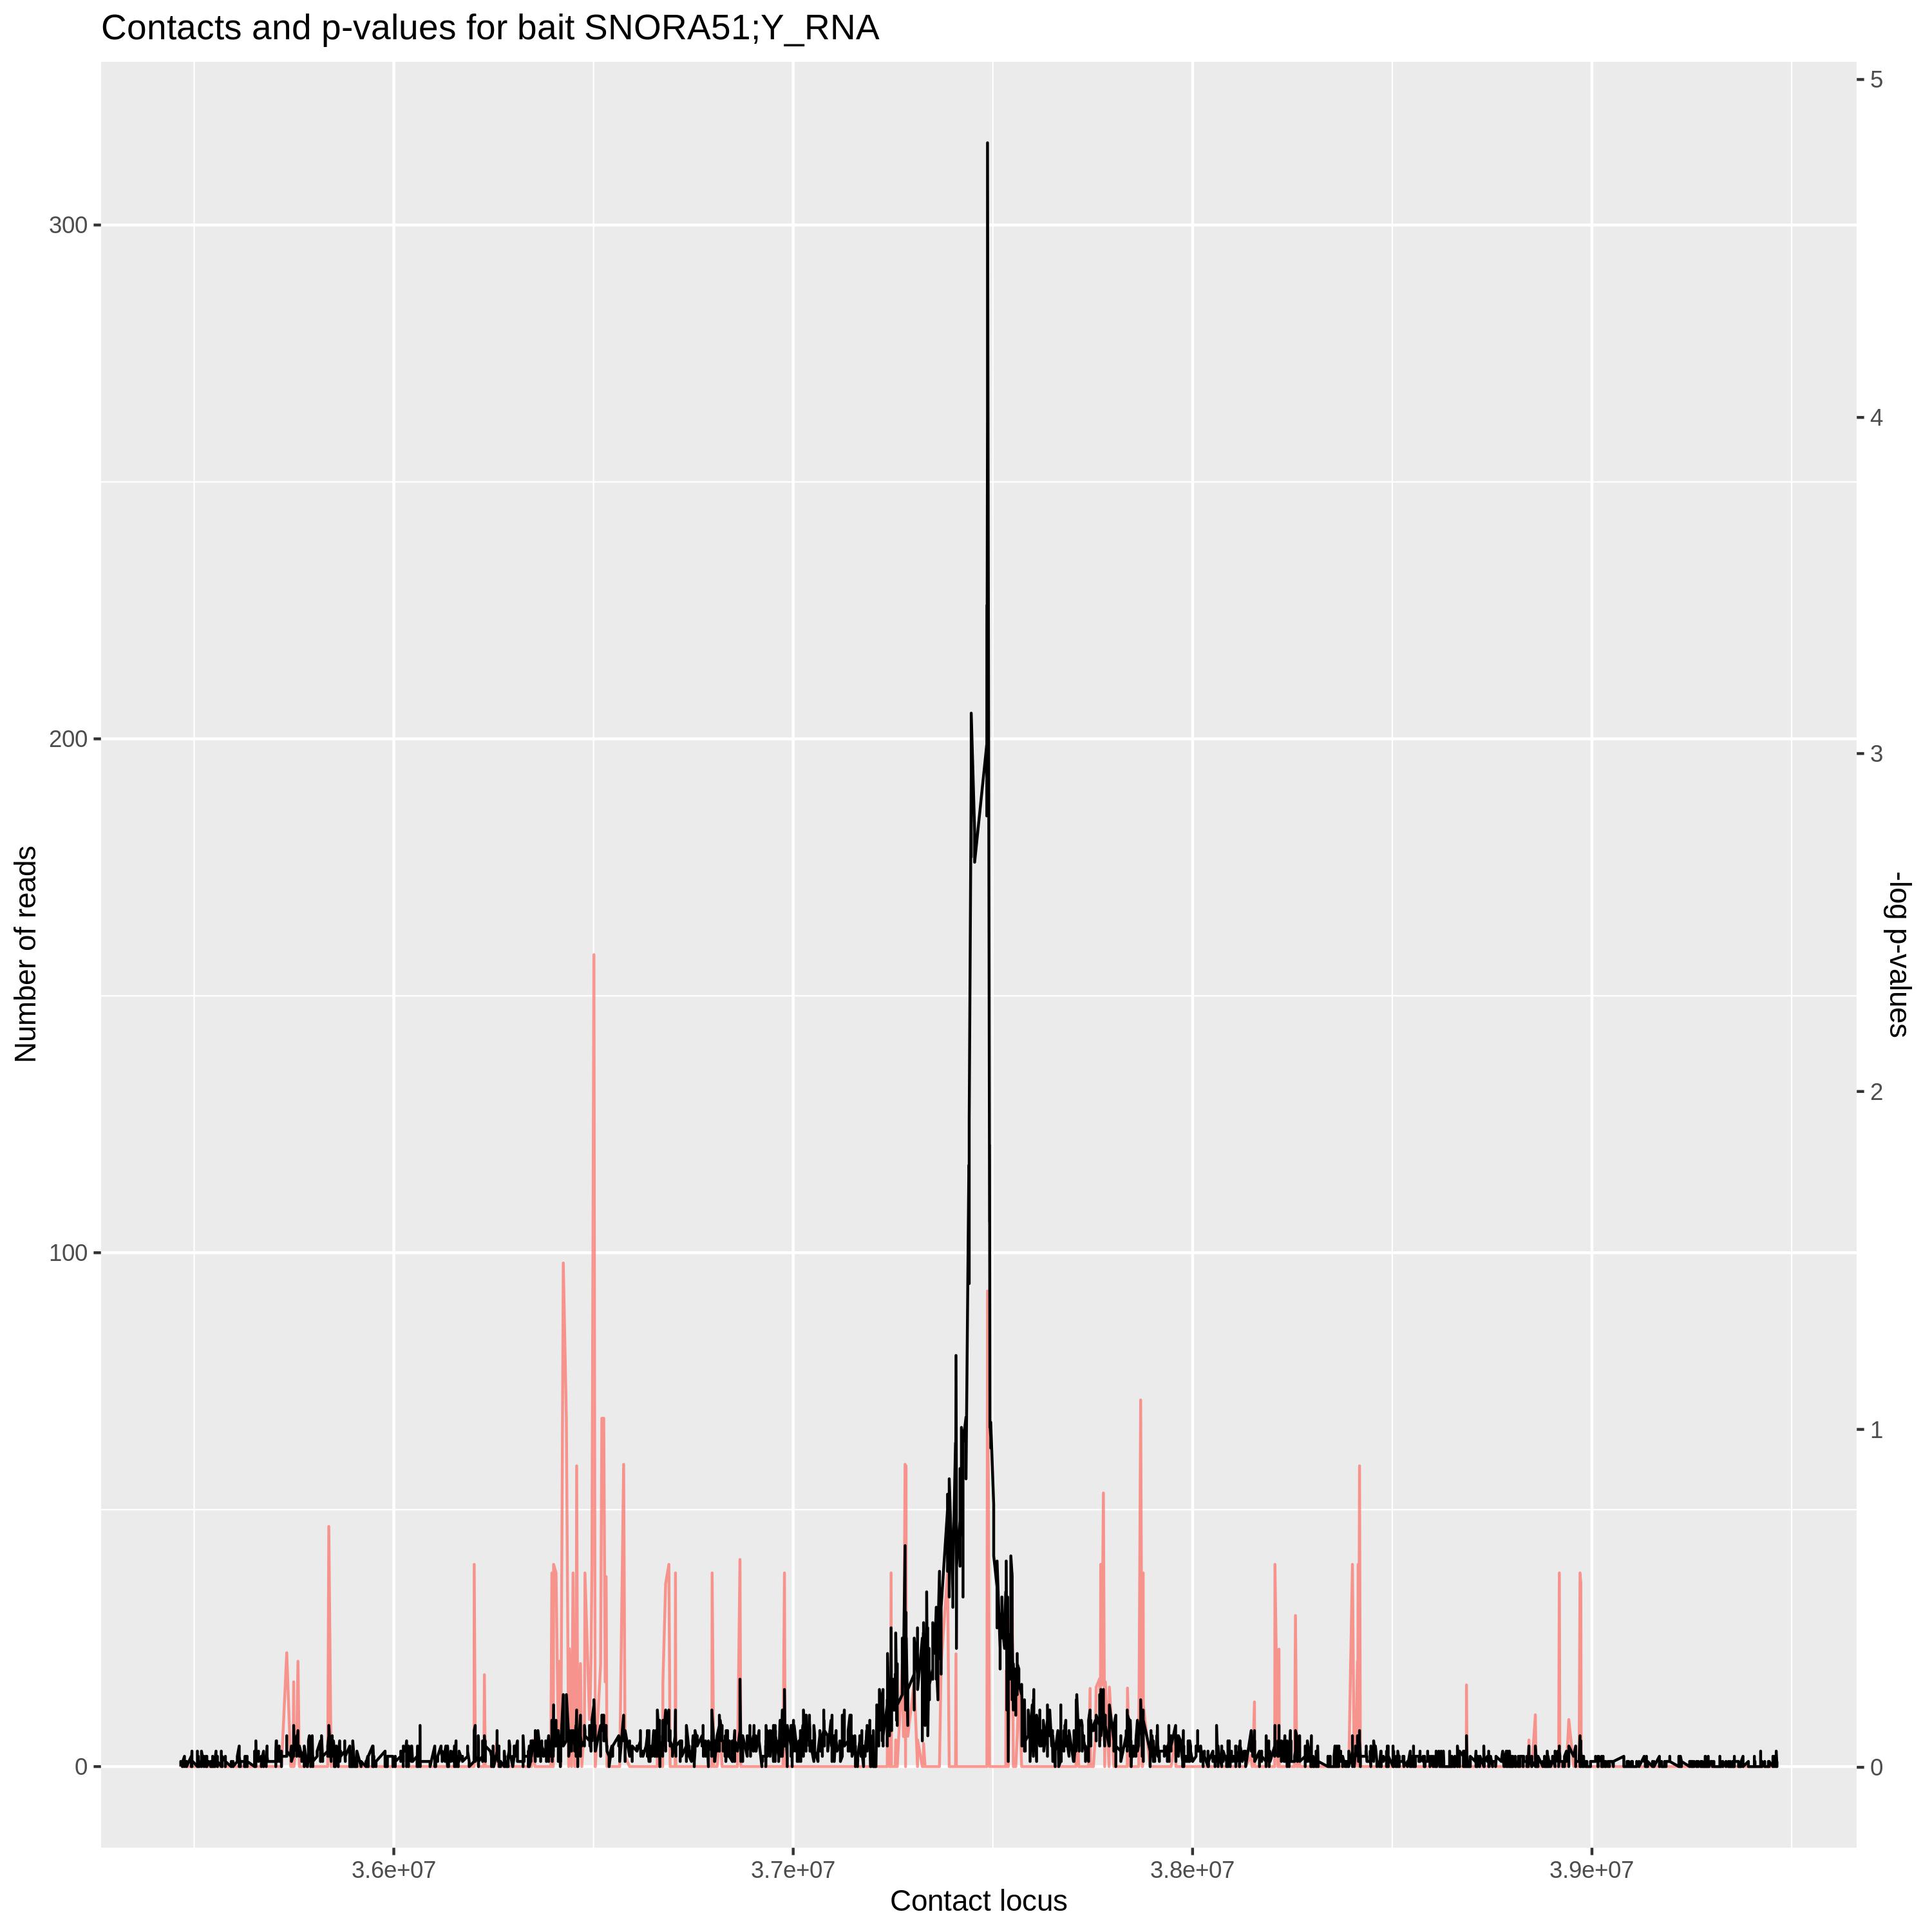 Contacts and p-values for bait SNORA51;Y_RNA
5
300
4
200
3
Number of reads
-log p-values
2
100
1
0
0
3.6e+07
3.7e+07
3.8e+07
3.9e+07
Contact locus